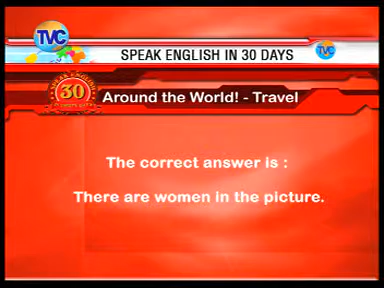 TVC
SPEAK ENGLISH IN 30 DAYS
TVC
30
Around the World! - Travel
The correct answer is :
There are women in the picture.